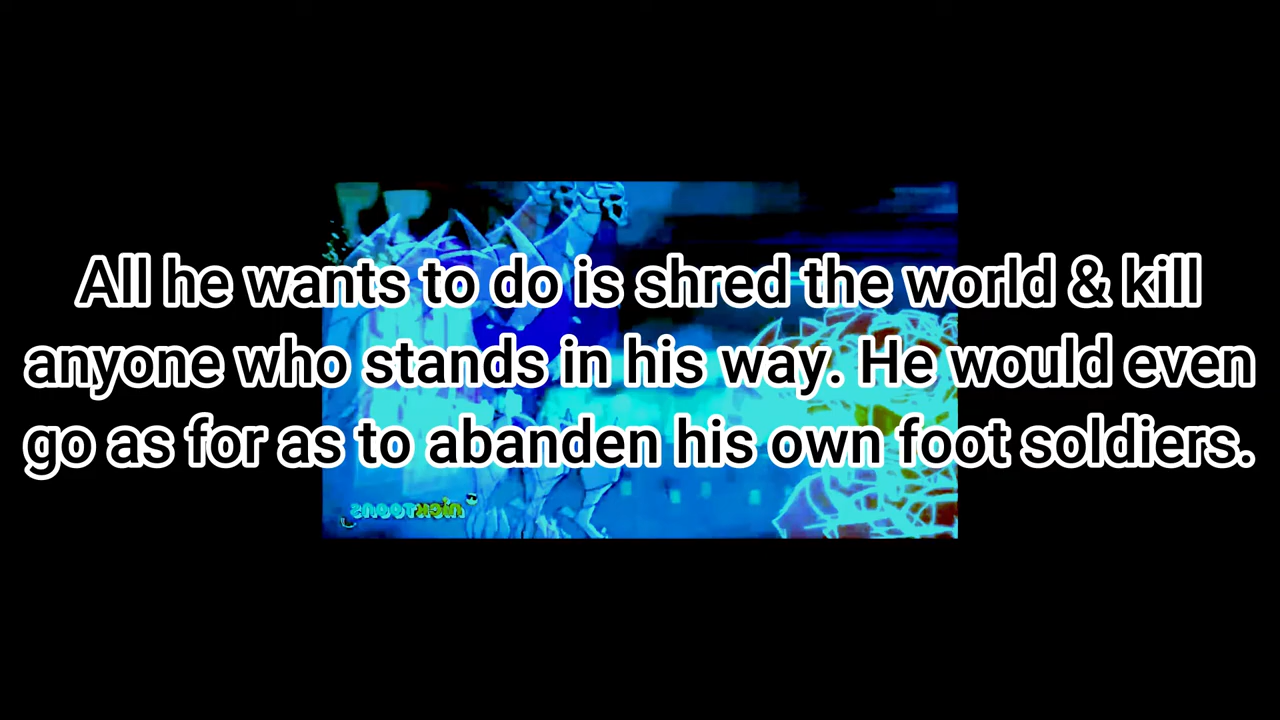 All he wants to do is shred the world & kill
anyone who stands in his way. He would even
go as for as to abanden his own foot soldiers.
nicktoons